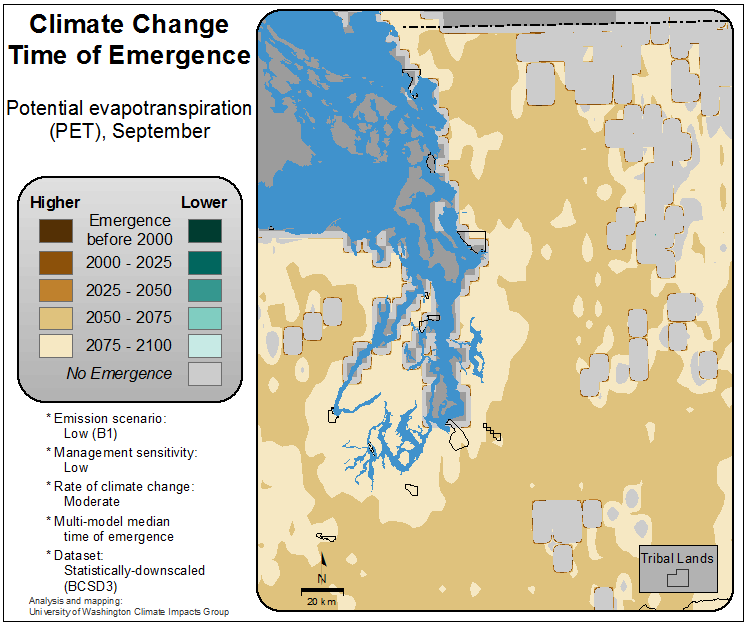 Climate Change
Time of Emergence
Potential evapotranspiration
(PET), September
Higher
Lower
Emergence
before 2000
2000 - 2025
2025 - 2050
2050 - 2075
2075 - 2100
No Emergence
* Emission scenario:
Low (B1)
* Management sensitivity:
Low
* Rate of climate change:
Moderate
* Multi-model median
time of emergence
* Dataset:
Statistically-downscaled
(BCSD3)
Analysis and mapping:
University of Washington Climate Impacts Group
N
20 km
Tribal Lands